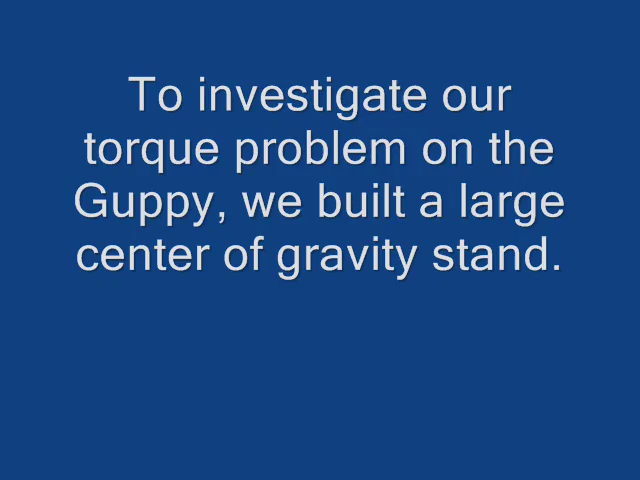 To investigate our
torque problem on the
Guppy, we built a large
center of gravity stand.